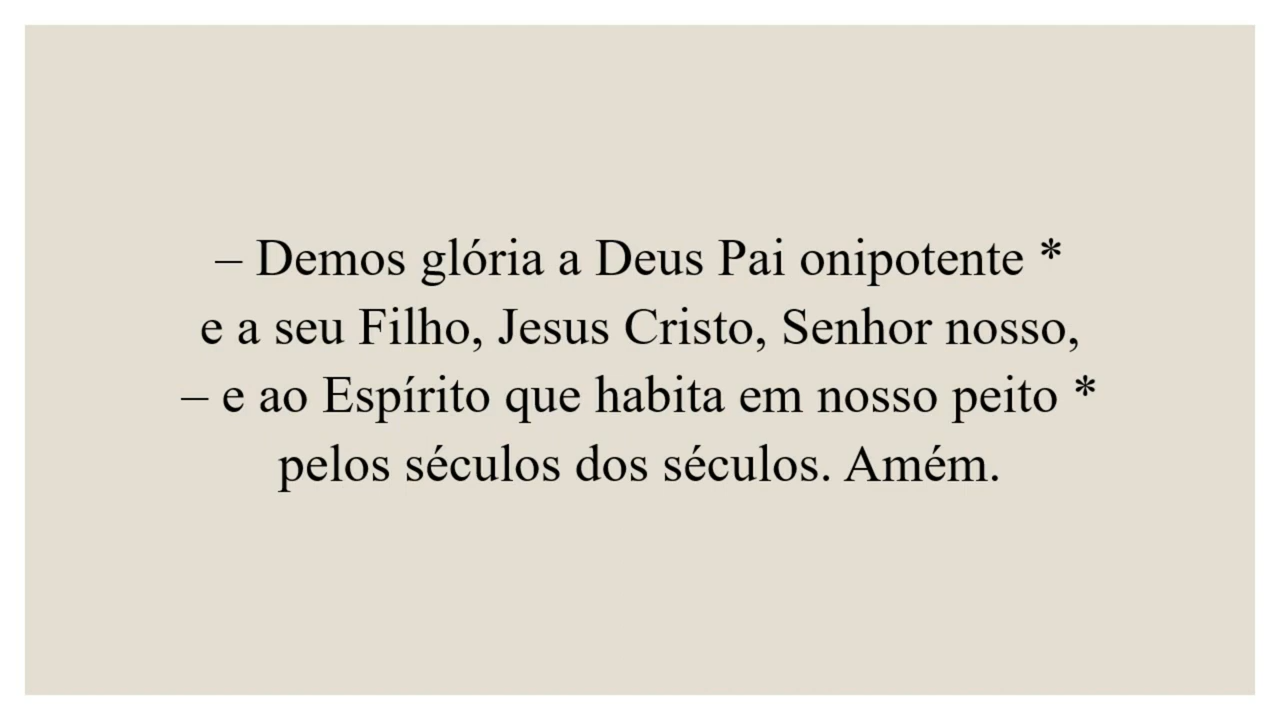 – Demos glória a Deus Pai onipotente *
e a seu Filho, Jesus Cristo, Senhor nosso,
– e ao Espírito que habita em nosso peito *
pelos séculos dos séculos. Amém.